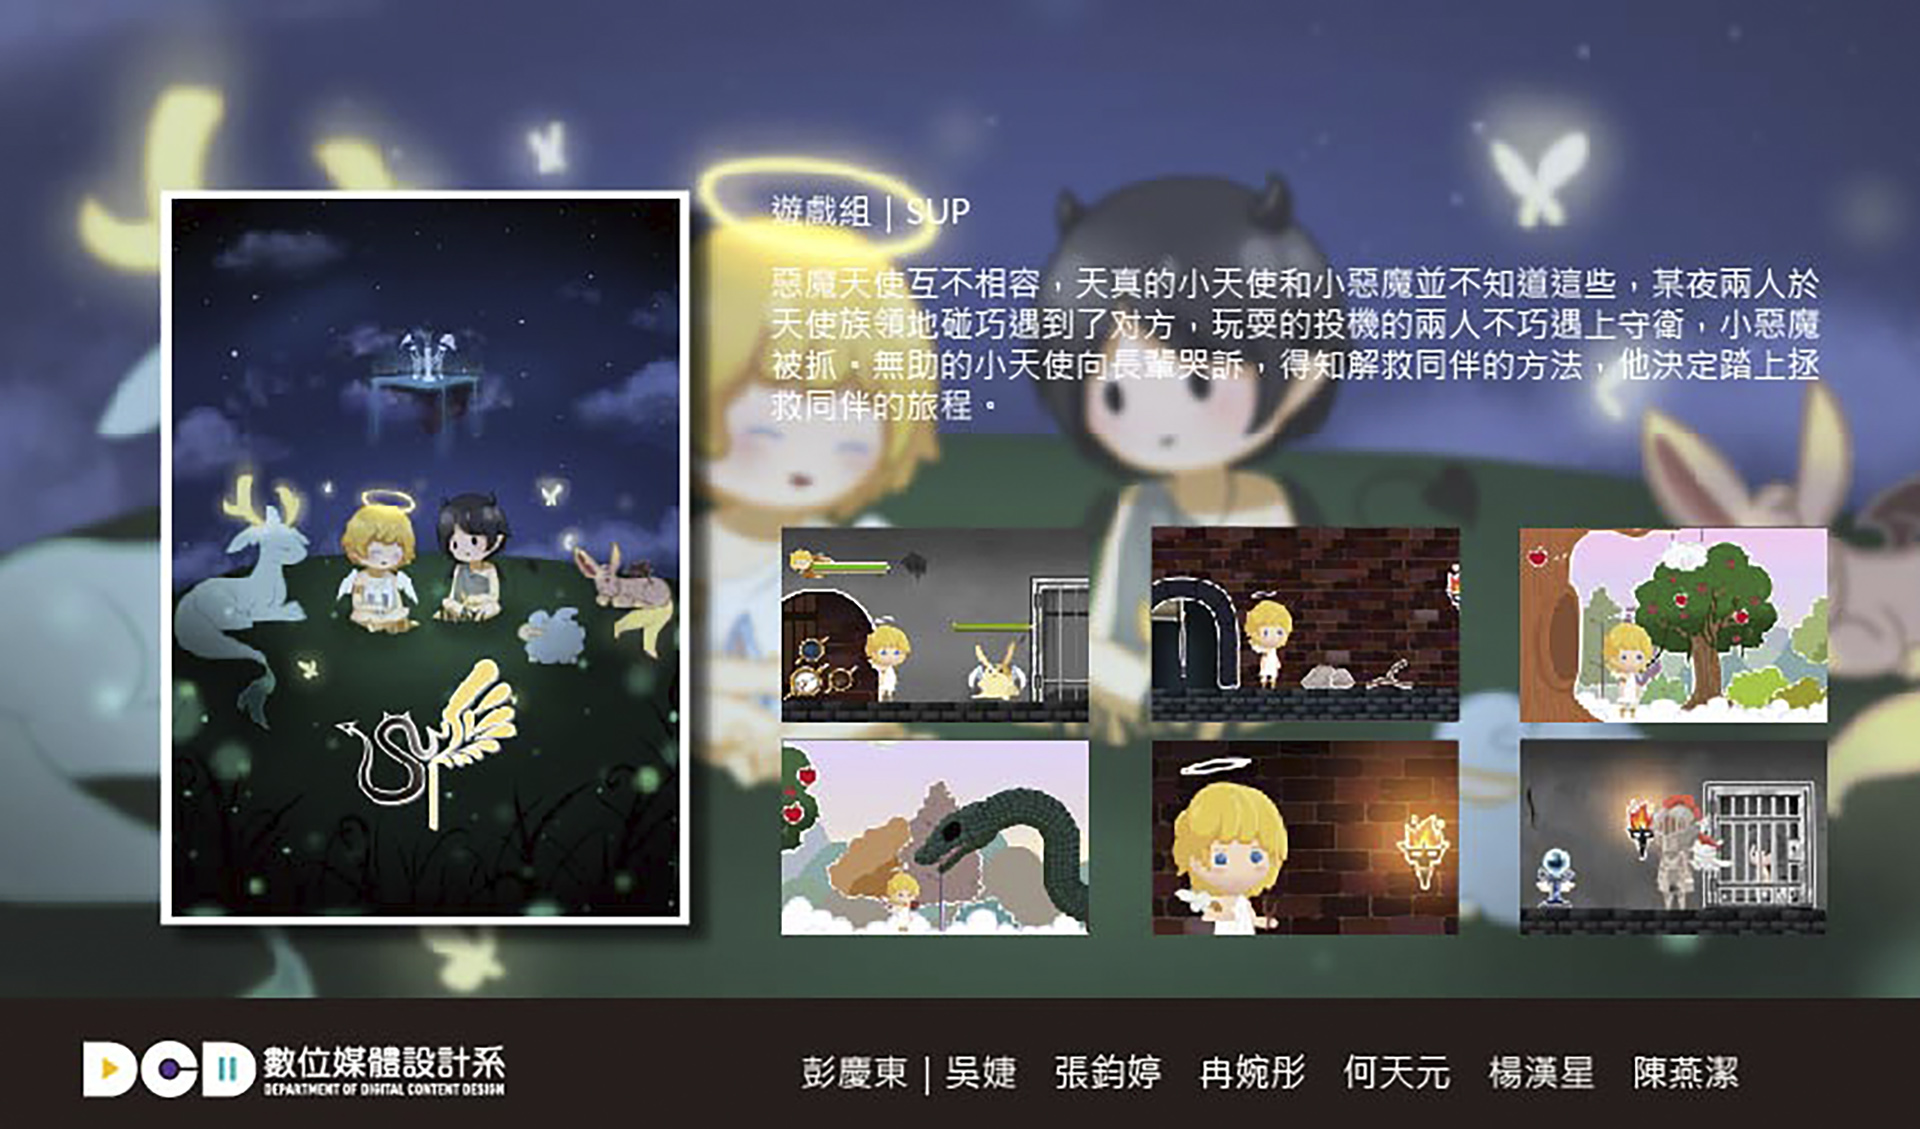 遊戲組 | SUP
惡魔天使互不相容，天真的小天使和小惡魔並不知道這些，某夜兩人於
天使族領地碰巧遇到了对方，玩耍的投機的兩人不巧遇上守衛，小惡魔
被抓。無助的小天使向長輩哭訴，得知解救同伴的方法，他決定踏上拯
救同伴的旅程。
SUP
DCD 數位媒體設計系
DEPARTMENT OF DIGITAL CONTENT DESIGN
彭慶東 | 吳婕 張鈞婷 冉婉彤 何天元 楊漢星 陳燕潔